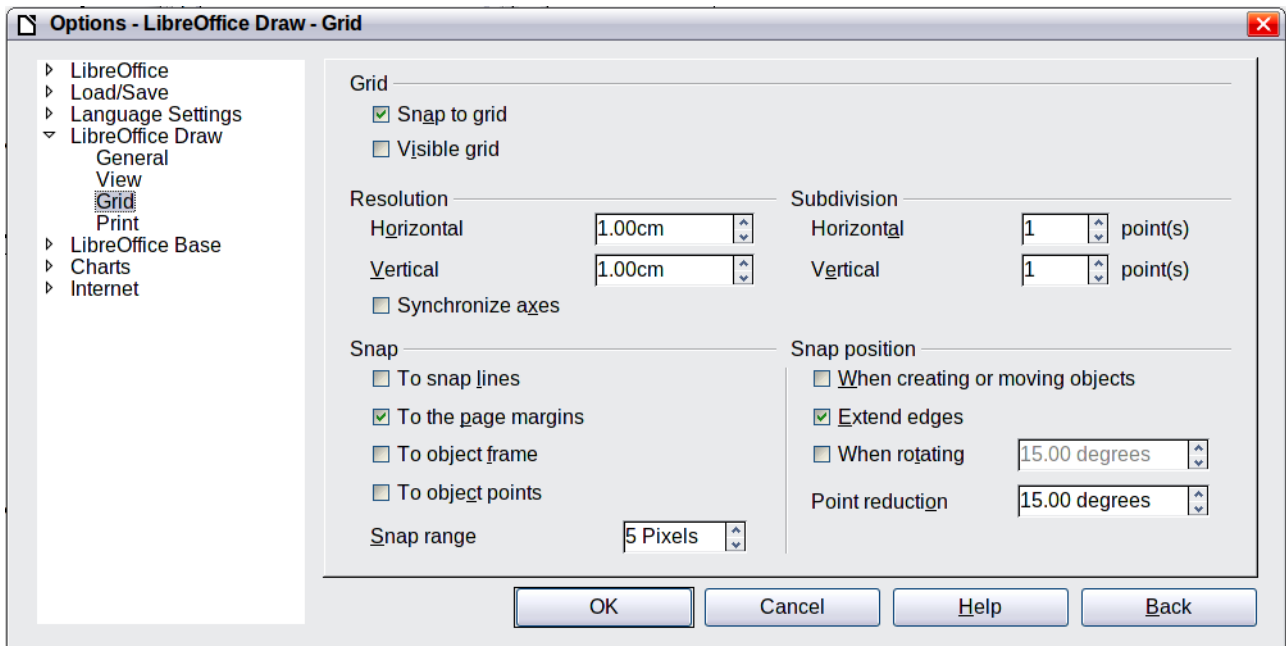 Options - LibreOffice Draw - Grid
LibreOffice
Load/Save
Language Settings
LibreOffice Draw
General
View
Grid
Print
LibreOffice Base
Charts
Internet
Grid
Snap to grid
Visible grid
Resolution
Horizontal 1.00cm
Vertical 1.00cm
Synchronize axes
Subdivision
Horizontal 1 point(s)
Vertical 1 point(s)
Snap
To snap lines
To the page margins
To object frame
To object points
Snap range 5 Pixels
Snap position
When creating or moving objects
Extend edges
When rotating 15.00 degrees
Point reduction 15.00 degrees
OK Cancel Help Back